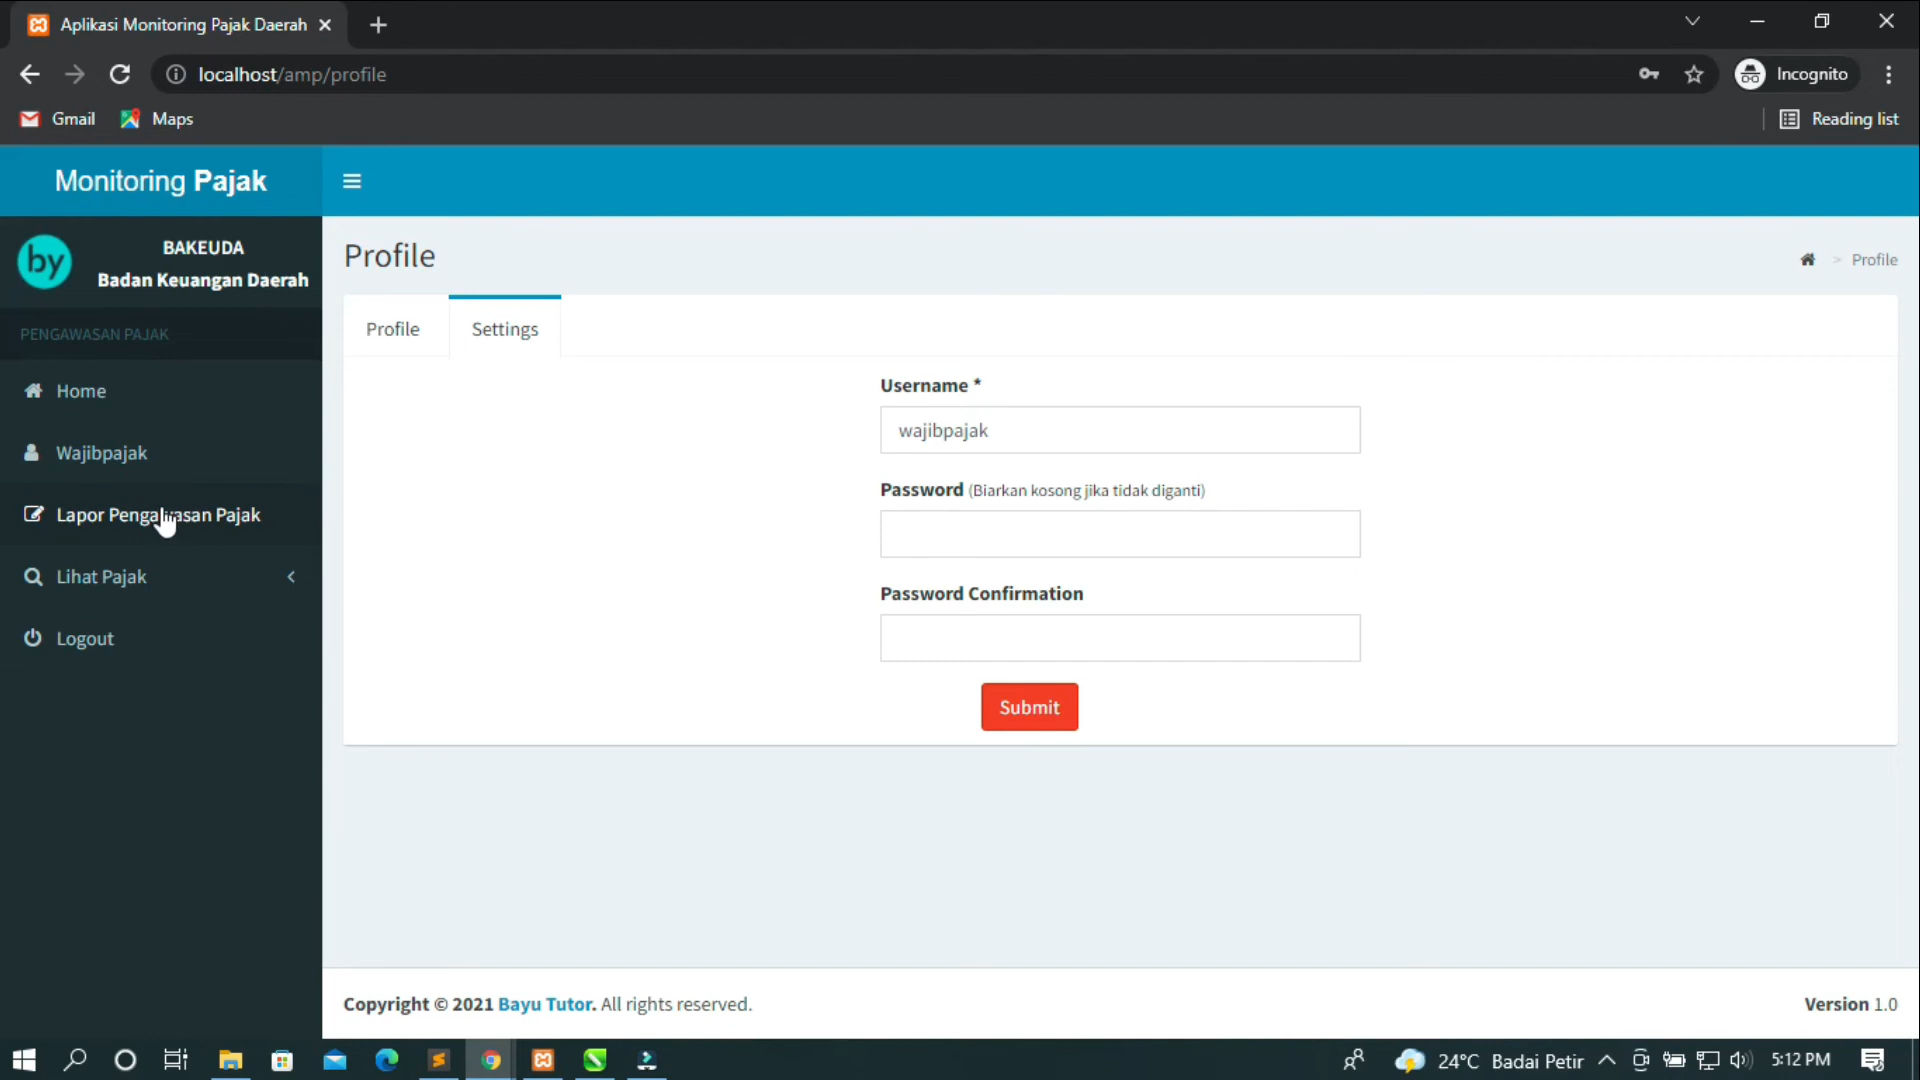 Aplikasi Monitoring Pajak Daerah
localhost/amp/profile
Incognito
Gmail
Maps
Reading list
Monitoring Pajak
by
BAKEUDA
Badan Keuangan Daerah
PENGAWASAN PAJAK
Home
Wajibpajak
Lapor Pengawasan Pajak
Lihat Pajak
Logout
Profile
> Profile
Profile
Settings
Username *
wajibpajak
Password (Biarkan kosong jika tidak diganti)
Password Confirmation
Submit
Copyright © 2021 Bayu Tutor. All rights reserved.
Version 1.0
24°C Badai Petir
5:12 PM